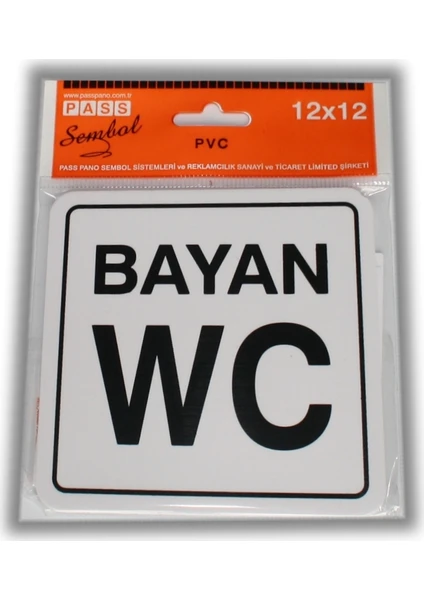 www.passpano.com.tr
PASS
Sembol
12x12
PVC
PASS PANO SEMBOL SİSTEMLERİ ve REKLAMCILIK SANAYİ ve TİCARET LİMİTED ŞİRKETİ
BAYAN
WC